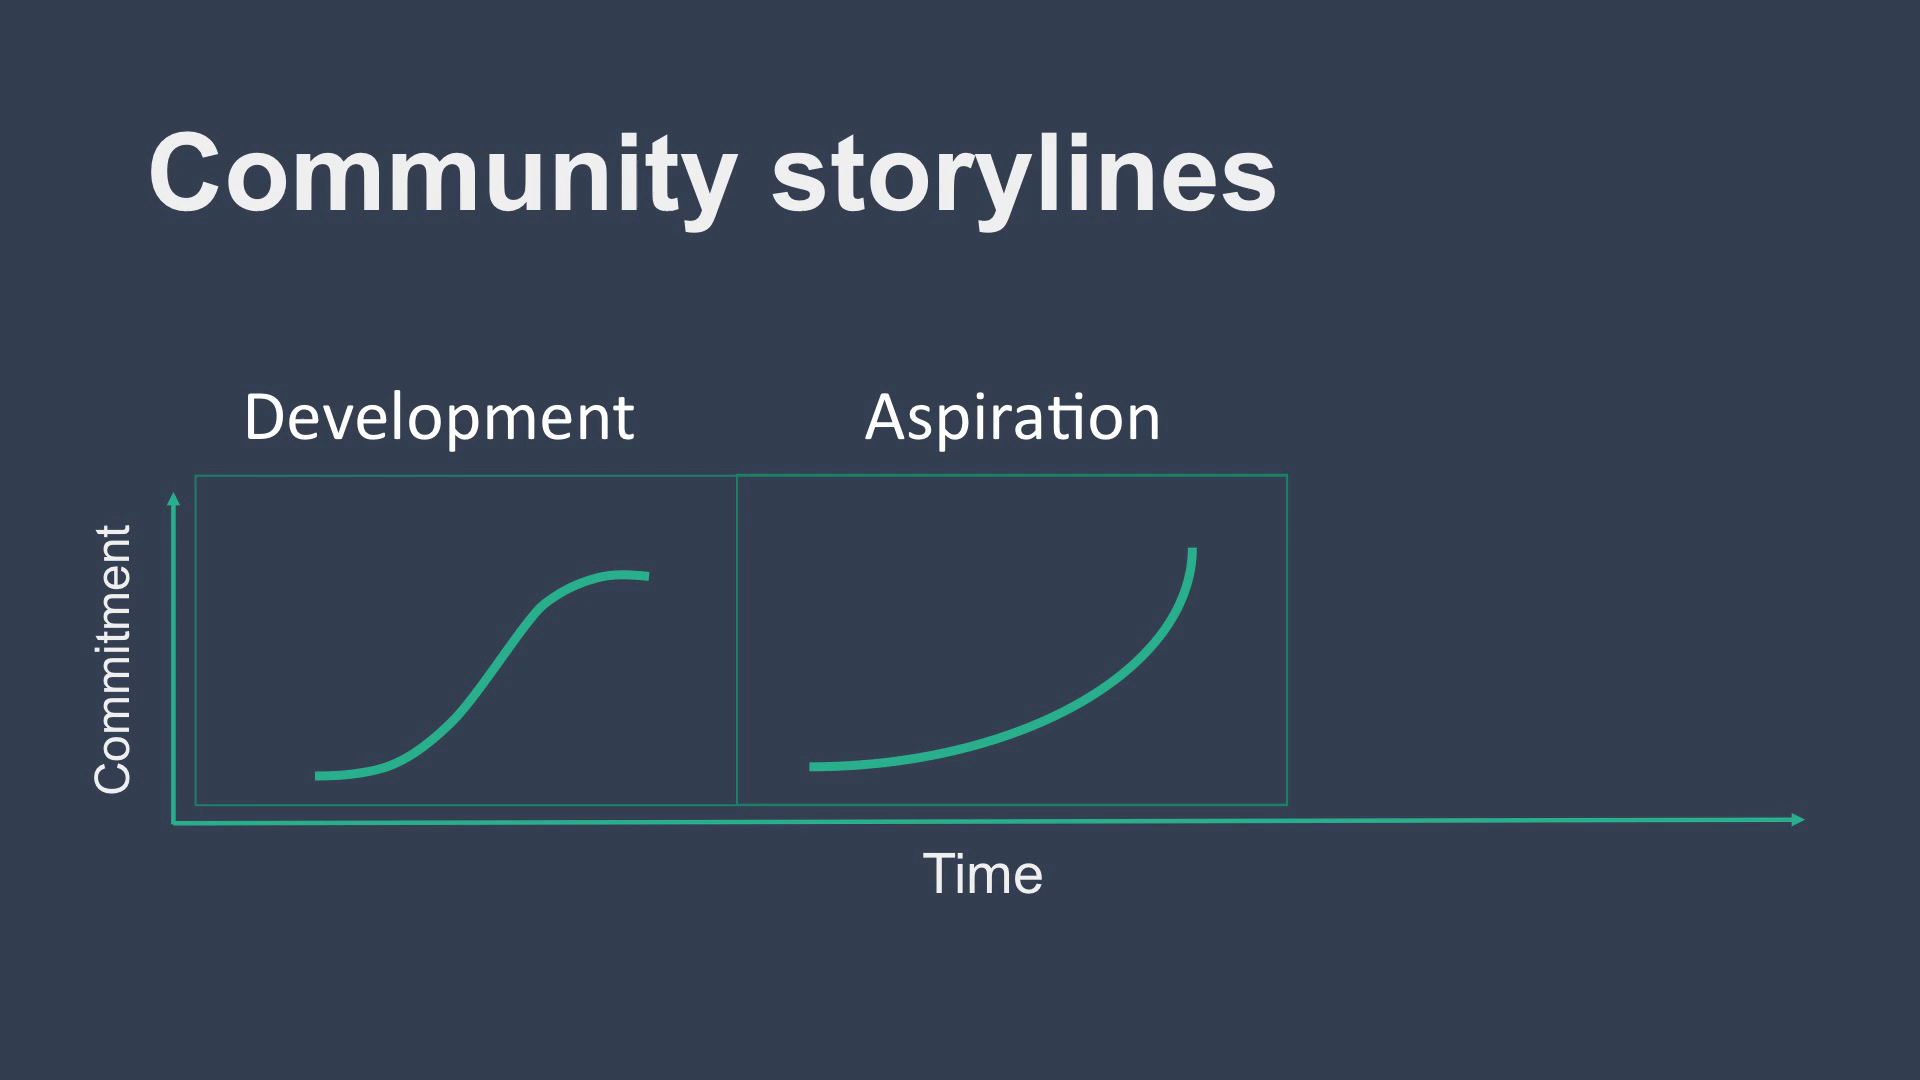 Community storylines
Development
Aspiration
Commitment
Time